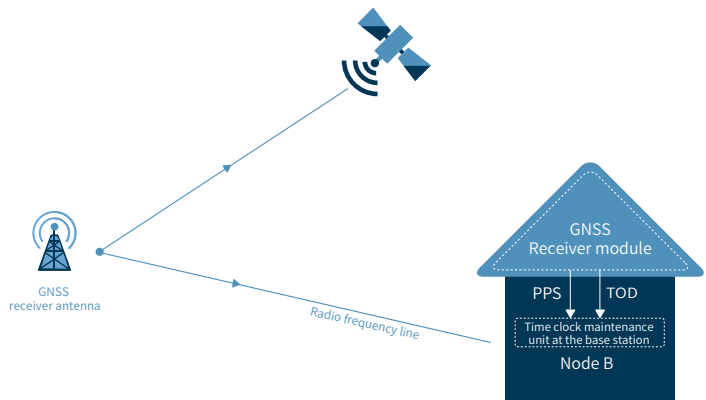 GNSS
receiver antenna
Radio frequency line
GNSS
Receiver module
PPS
TOD
Time clock maintenance
unit at the base station
Node B